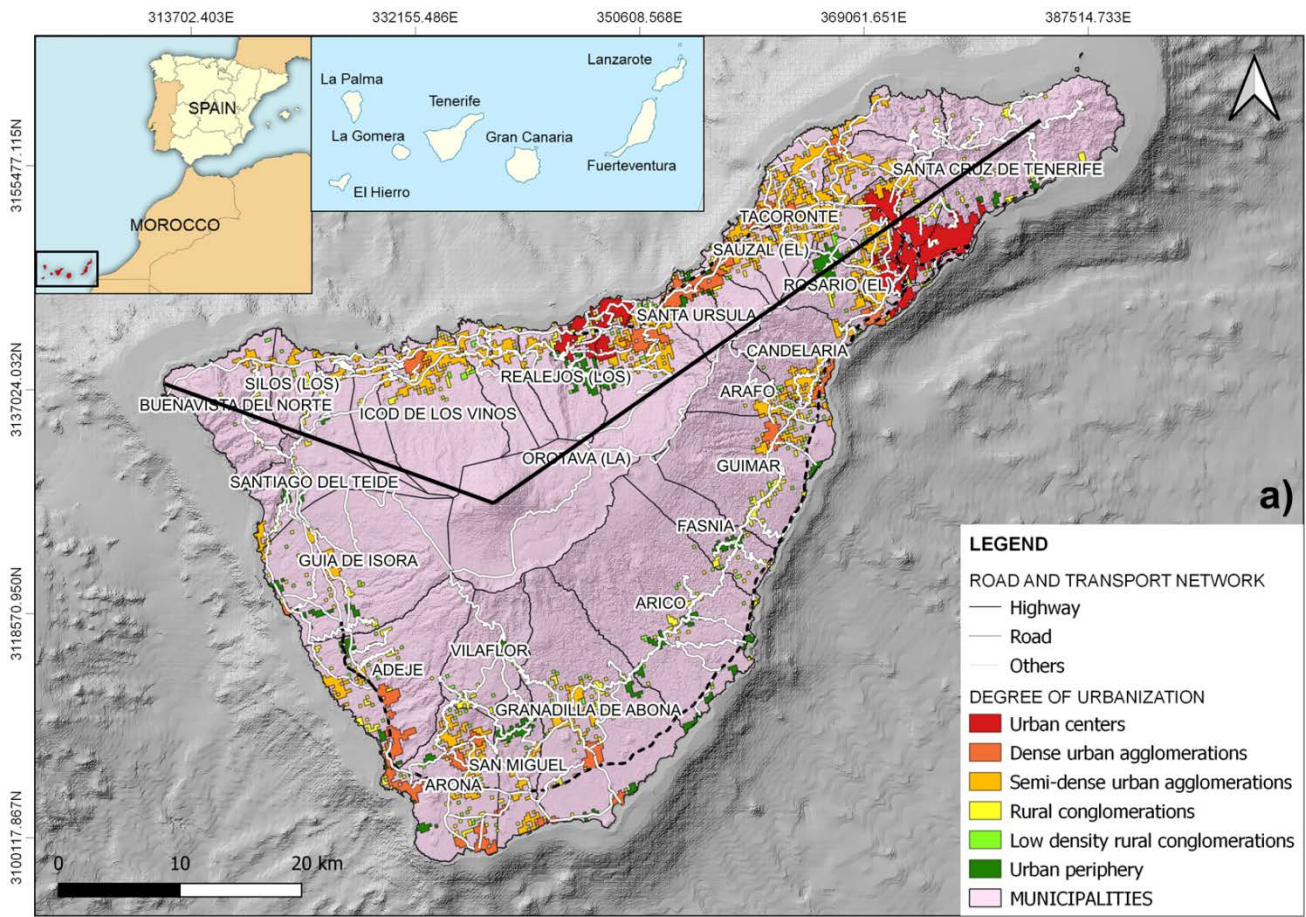 313702.403E
332155.486E
350608.568E
369061.651E
387514.733E
3155477.115N
3137024.032N
3118570.950N
3100117.867N
SPAIN
MOROCCO
La Palma
Lanzarote
Tenerife
La Gomera
Gran Canaria
Fuerteventura
El Hierro
SANTA CRUZ DE TENERIFE
TACORONTE
SAUZAL (EL)
ROSARIO (EL)
SANTA URSULA
CANDELARIA
REALEJOS (LOS)
SILOS (LOS)
ARAFO
BUENAVISTA DEL NORTE
ICOD DE LOS VINOS
OROTAVA (LA)
GUIMAR
SANTIAGO DEL TEIDE
FASNIA
GUIA DE ISORA
ARICO
VILAFLOR
ADEJE
GRANADILLA DE ABONA
SAN MIGUEL
ARONA
0 10 20 km
a)
LEGEND
ROAD AND TRANSPORT NETWORK
Highway
Road
Others
DEGREE OF URBANIZATION
Urban centers
Dense urban agglomerations
Semi-dense urban agglomerations
Rural conglomerations
Low density rural conglomerations
Urban periphery
MUNICIPALITIES